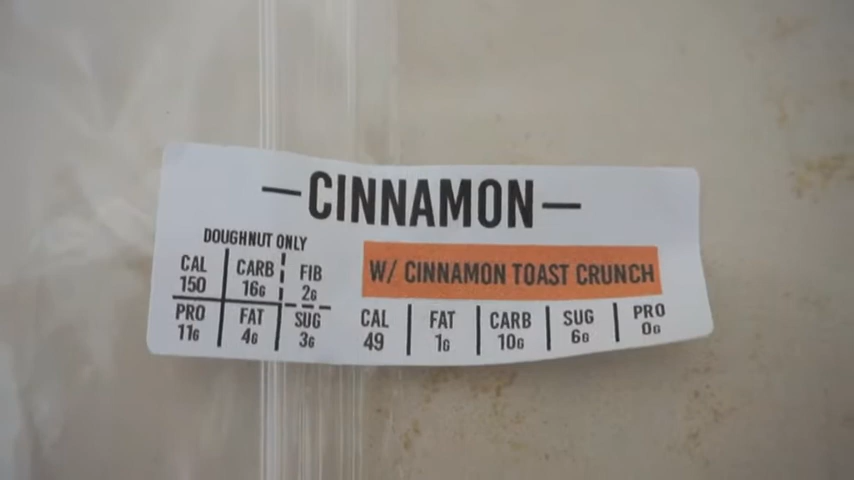 —CINNAMON—
DOUGHNUT ONLY
CAL 150
CARB 16G
FIB 2G
PRO 11G
FAT 4G
SUG 3G
W/ CINNAMON TOAST CRUNCH
CAL 49
FAT 1G
CARB 10G
SUG 6G
PRO 0G